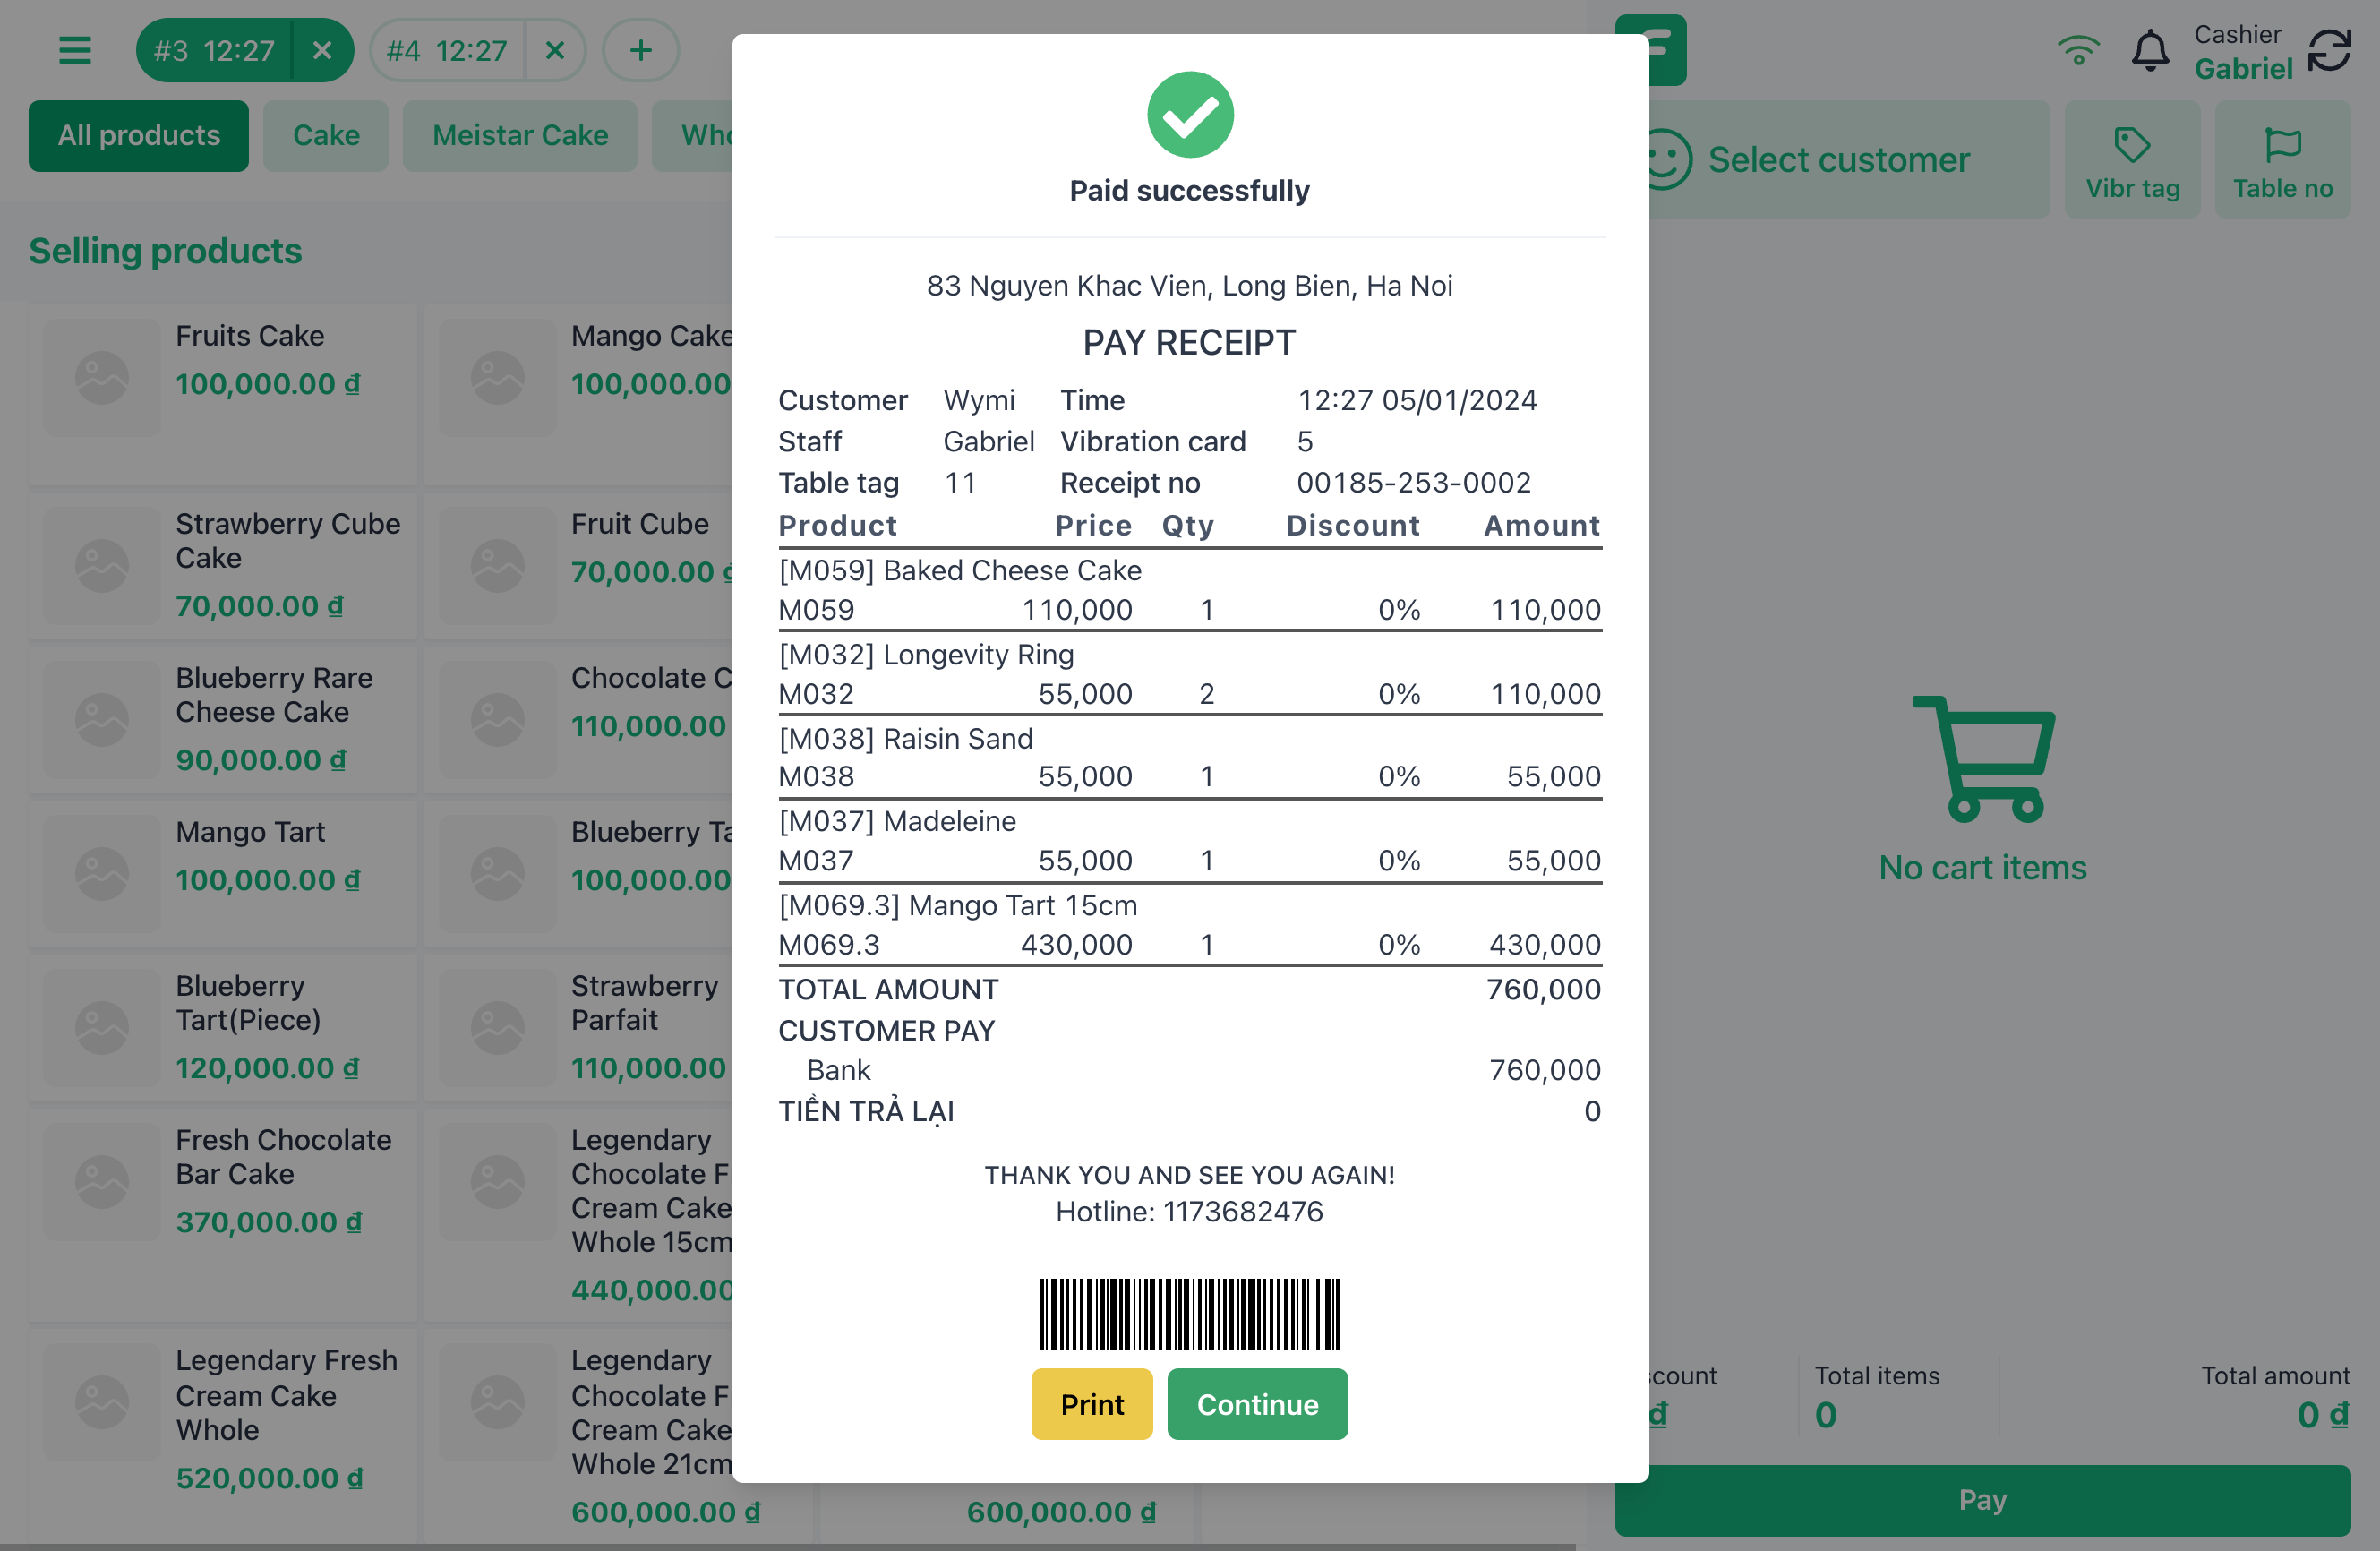 #3 12:27
#4 12:27
Cashier
Gabriel
All products
Cake
Meistar Cake
Select customer
Vibr tag
Table no
Selling products
Fruits Cake
100,000.00 ₫
Mango Cake
100,000.00
Strawberry Cube
Cake
70,000.00 ₫
Fruit Cube
70,000.00
Blueberry Rare
Cheese Cake
90,000.00 ₫
Chocolate
110,000.00
Mango Tart
100,000.00 ₫
Blueberry
100,000.00
Blueberry
Tart(Piece)
120,000.00 ₫
Strawberry
Parfait
110,000.00
Fresh Chocolate
Bar Cake
370,000.00 ₫
Legendary
Chocolate
Cream Cake
Whole 15cm
440,000.00
Legendary Fresh
Cream Cake
Whole
520,000.00 ₫
Legendary
Chocolate
Cream Cake
Whole 21cm
600,000.00 ₫
600,000.00 ₫
Paid successfully
83 Nguyen Khac Vien, Long Bien, Ha Noi
PAY RECEIPT
Customer Wymi Time 12:27 05/01/2024
Staff Gabriel Vibration card 5
Table tag 11 Receipt no 00185-253-0002
Product Price Qty Discount Amount
[M059] Baked Cheese Cake
M059 110,000 1 0% 110,000
[M032] Longevity Ring
M032 55,000 2 0% 110,000
[M038] Raisin Sand
M038 55,000 1 0% 55,000
[M037] Madeleine
M037 55,000 1 0% 55,000
[M069.3] Mango Tart 15cm
M069.3 430,000 1 0% 430,000
TOTAL AMOUNT 760,000
CUSTOMER PAY
Bank 760,000
TIỀN TRẢ LẠI 0
THANK YOU AND SEE YOU AGAIN!
Hotline: 1173682476
Print
Continue
No cart items
Total items
0
Total amount
0 ₫
Pay